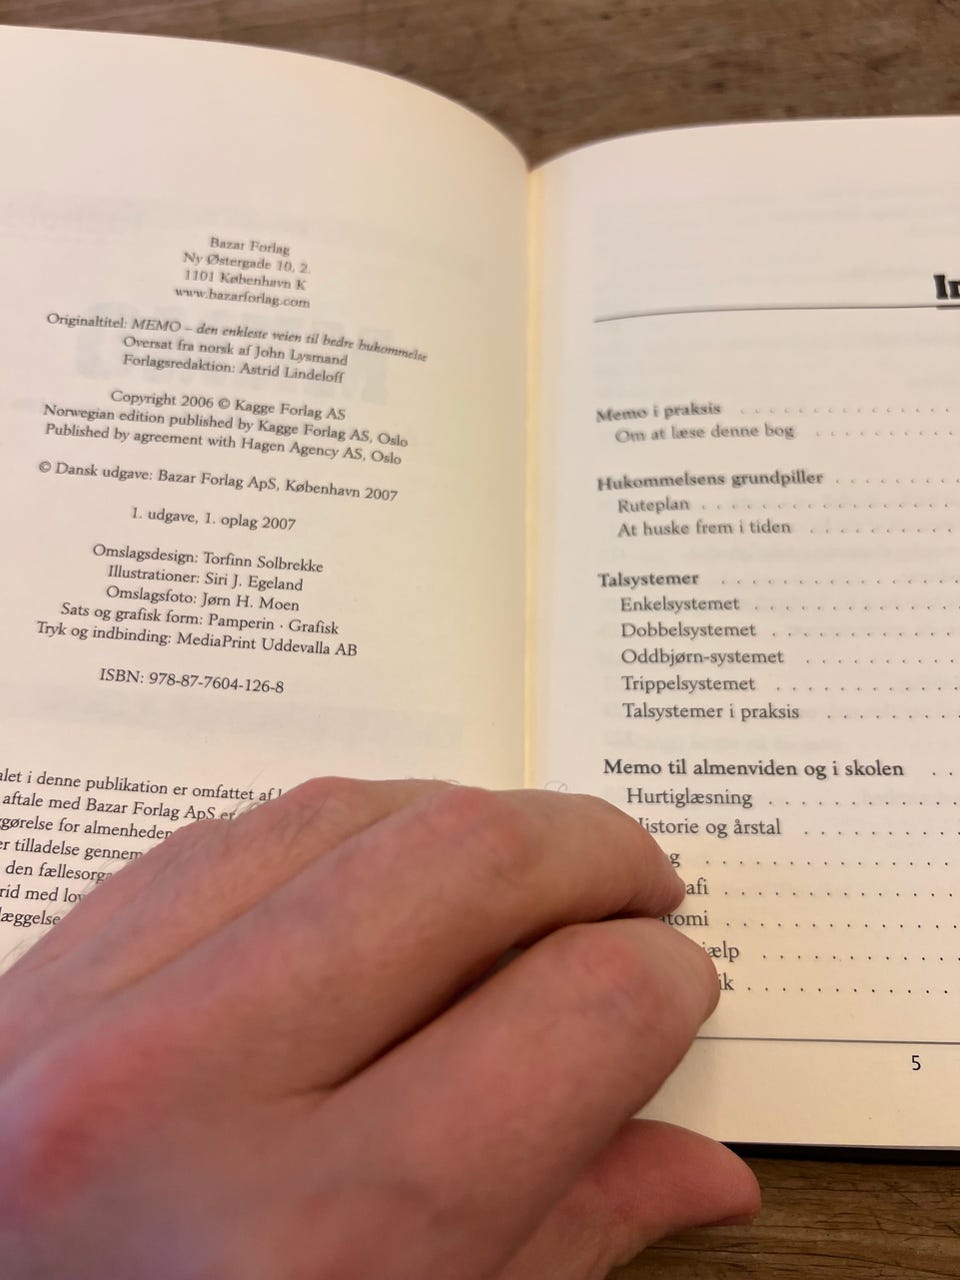 Bazar Forlag
Ny Østergade 10, 2.
1101 København K
www.bazarforlag.com
Originaltitel: MEMO – den enkleste veien til bedre hukommelse
Oversat fra norsk af John Lysmand
Forlagsredaktion: Astrid Lindeloff
Copyright 2006 © Kagge Forlag AS
Norwegian edition published by Kagge Forlag AS, Oslo
Published by agreement with Hagen Agency AS, Oslo
© Dansk udgave: Bazar Forlag ApS, København 2007
1. udgave, 1. oplag 2007
Omslagsdesign: Torfinn Solbrekke
Illustrationer: Siri J. Egeland
Omslagsfoto: Jørn H. Moen
Sats og grafisk form: Pamperin · Grafisk
Tryk og indbinding: MediaPrint Uddevalla AB
ISBN: 978-87-7604-126-8
i denne publikation er omfattet af
aftale med Bazar Forlag ApS er
for almenheden
tilladelse gennem
den
med
Memo i praksis . . . . . . . . . . .
Om at læse denne bog . . . . . . .
Hukommelsens grundpiller . . . . . .
Ruteplan . . . . . . . . . . . . .
At huske frem i tiden . . . . . . .
Talsystemer . . . . . . . . . . . .
Enkelsystemet . . . . . . . . . . .
Dobbelsystemet . . . . . . . . . .
Oddbjørn-systemet . . . . . . . .
Trippelsystemet . . . . . . . . . .
Talsystemer i praksis . . . . . . .
Memo til almenviden og i skolen . .
Hurtiglæsning . . . . . . . . . .
og årstal . . . . . . . .
5